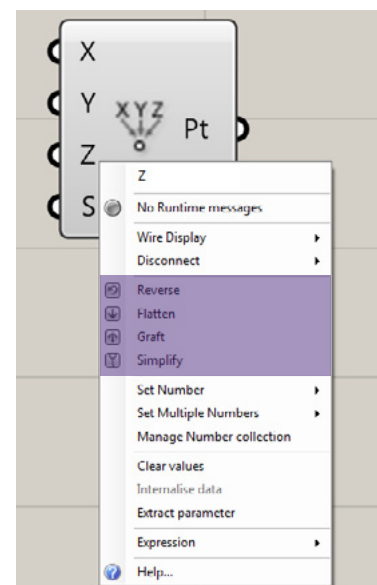 X
Y
XYZ
Pt
Z
S
Z
No Runtime messages
Wire Display
Disconnect
Reverse
Flatten
Graft
Simplify
Set Number
Set Multiple Numbers
Manage Number collection
Clear values
Internalise data
Extract parameter
Expression
Help...